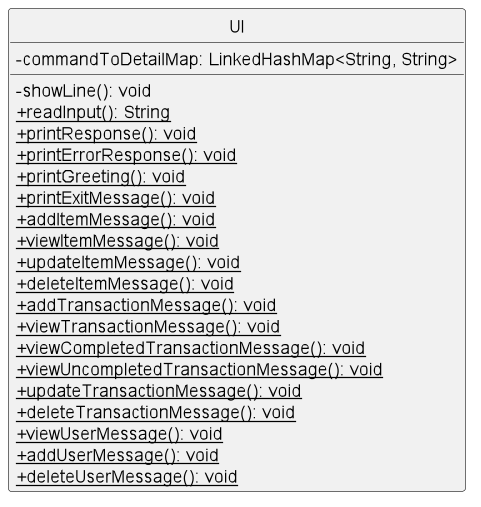 UI
-commandToDetailMap: LinkedHashMap<String, String>
-showLine(): void
+readInput(): String
+printResponse(): void
+printErrorResponse(): void
+printGreeting(): void
+printExitMessage(): void
+addItemMessage(): void
+viewItemMessage(): void
+updateItemMessage(): void
+deleteItemMessage(): void
+addTransactionMessage(): void
+viewTransactionMessage(): void
+viewCompletedTransactionMessage(): void
+viewUncompletedTransactionMessage(): void
+updateTransactionMessage(): void
+deleteTransactionMessage(): void
+viewUserMessage(): void
+addUserMessage(): void
+deleteUserMessage(): void